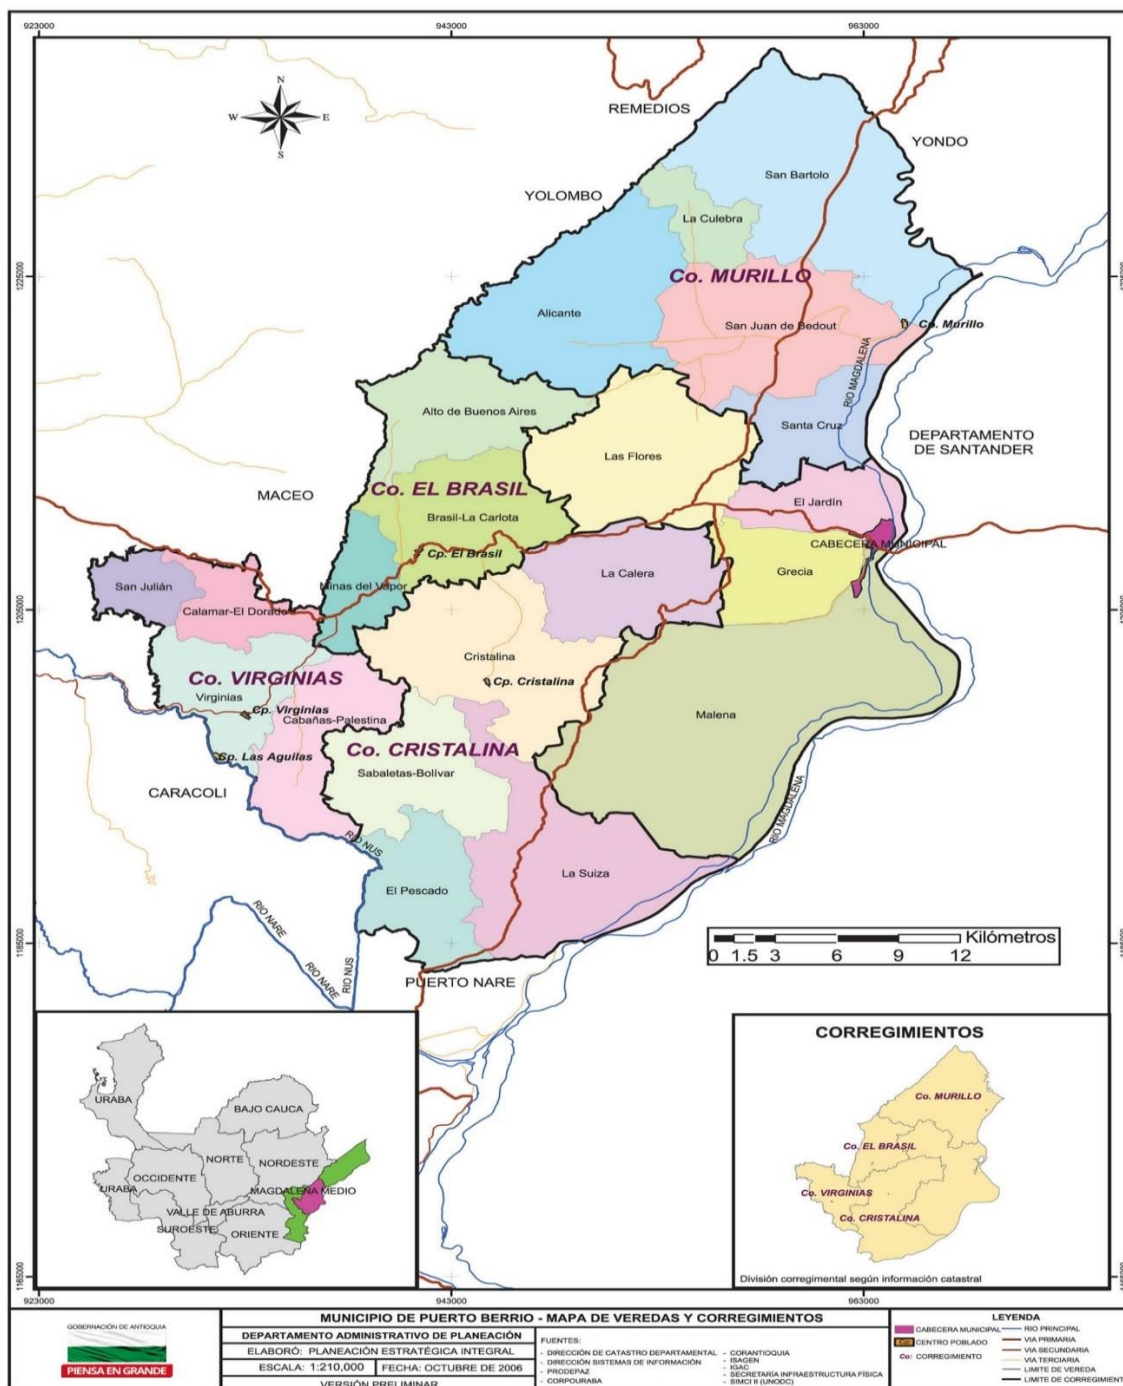 923000
943000
963000
REMEDIOS
N
W
E
S
YONDO
San Bartolo
YOLOMBO
La Culebra
1225000
Co. MURILLO
Alicante
San Juan de Bedout
Cp. Murillo
RIO MAGDALENA
Alto de Buenos Aires
Santa Cruz
DEPARTAMENTO
DE SANTANDER
Las Flores
MACEO
Co. EL BRASIL
El Jardín
Brasil-La Carlota
CABECERA MUNICIPAL
Cp. El Brasil
La Calera
Grecia
San Julián
Minas del Vapor
Calamar-El Dorado
1205000
Cristalina
Co. VIRGINIAS
Cp. Cristalina
Virginias
Cp. Virginias
Cabañas-Palestina
Malena
Co. CRISTALINA
Cp. Las Aguilas
Sabaletas-Bolívar
CARACOLI
RIO MAGDALENA
RIO NUS
La Suiza
El Pescado
RIO NARE
Kilómetros
0 1.5 3 6 9 12
1185000
RIO NARE
RIO NUS
PUERTO NARE
CORREGIMIENTOS
Co. MURILLO
Co. EL BRASIL
Co. VIRGINIAS
Co. CRISTALINA
División corregimental según información catastral
URABA
BAJO CAUCA
NORTE
NORDESTE
OCCIDENTE
URABA
MAGDALENA MEDIO
VALLE DE ABURRA
SUROESTE
ORIENTE
1165000
923000
943000
963000
GOBERNACIÓN DE ANTIOQUIA
PIENSA EN GRANDE
MUNICIPIO DE PUERTO BERRIO - MAPA DE VEREDAS Y CORREGIMIENTOS
DEPARTAMENTO ADMINISTRATIVO DE PLANEACIÓN
ELABORÓ: PLANEACIÓN ESTRATÉGICA INTEGRAL
ESCALA: 1:210,000
FECHA: OCTUBRE DE 2006
VERSIÓN PRELIMINAR
FUENTES:
- DIRECCIÓN DE CATASTRO DEPARTAMENTAL
- DIRECCIÓN SISTEMAS DE INFORMACIÓN
- PRODEPAZ
- CORPOURABA
- CORANTIOQUIA
- ISAGEN
- IGAC
- SECRETARÍA INFRAESTRUCTURA FÍSICA
- SIMCI II (UNODC)
LEYENDA
CABECERA MUNICIPAL
CENTRO POBLADO
Co: CORREGIMIENTO
RIO PRINCIPAL
VIA PRIMARIA
VIA SECUNDARIA
VIA TERCIARIA
LIMITE DE VEREDA
LIMITE DE CORREGIMIENTO